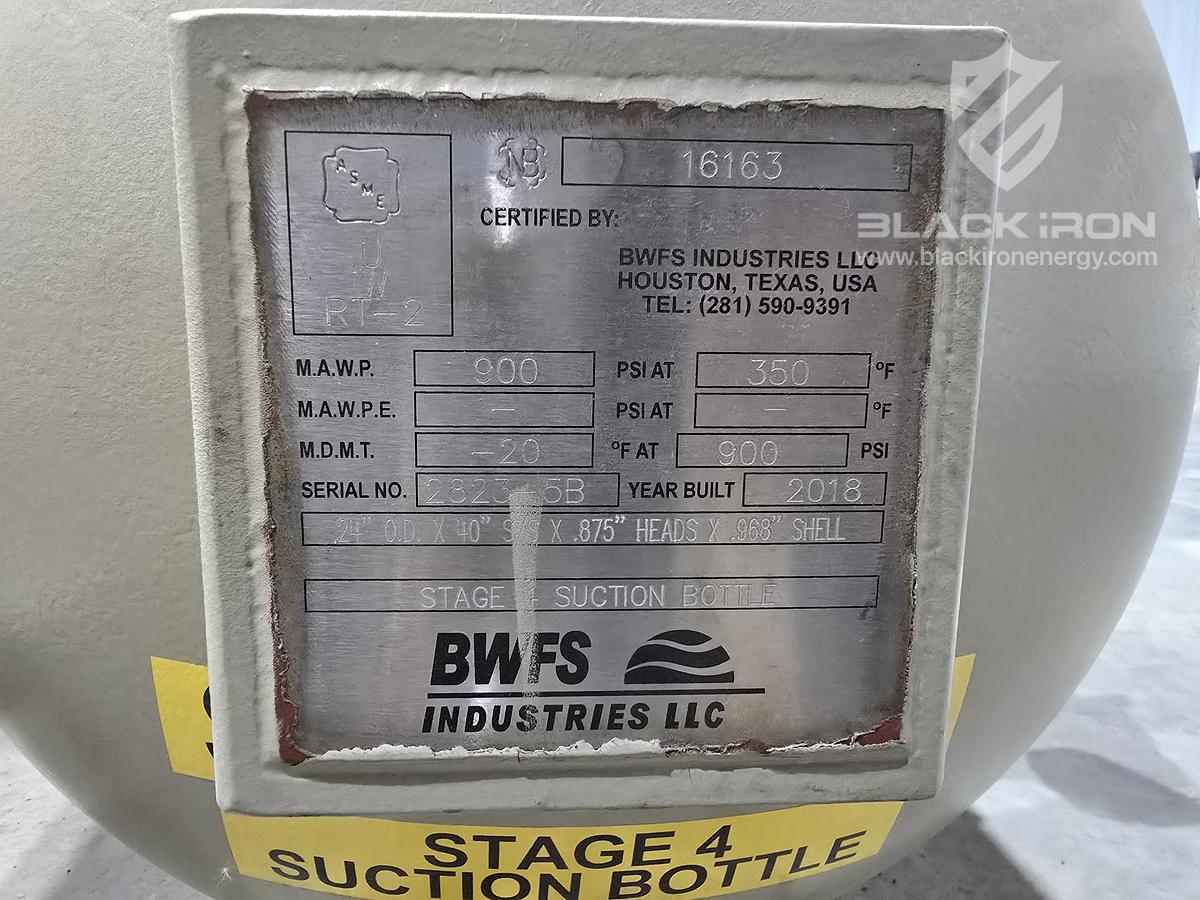 ASME
U
W
RT-2
NB
16163
CERTIFIED BY:
BWFS INDUSTRIES LLC
HOUSTON, TEXAS, USA
TEL: (281) 590-9391
M.A.W.P. 900 PSI AT 350 °F
M.A.W.P.E. - PSI AT - °F
M.D.M.T. -20 °F AT 900 PSI
SERIAL NO. YEAR BUILT 2018
24" O.D. X 40" X .875" HEADS X .968" SHELL
STAGE SUCTION BOTTLE
BWFS
INDUSTRIES LLC
STAGE 4
SUCTION BOTTLE
BLACK IRON
www.blackironenergy.com